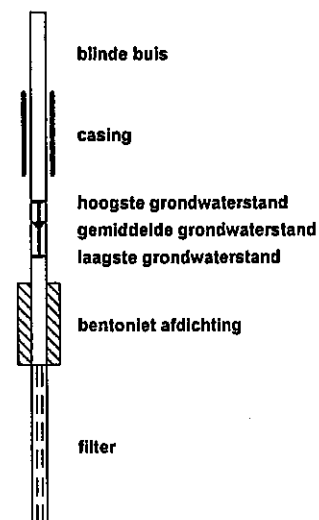 blinde buis
casing
hoogste grondwaterstand
gemiddelde grondwaterstand
laagste grondwaterstand
bentoniet afdichting
filter